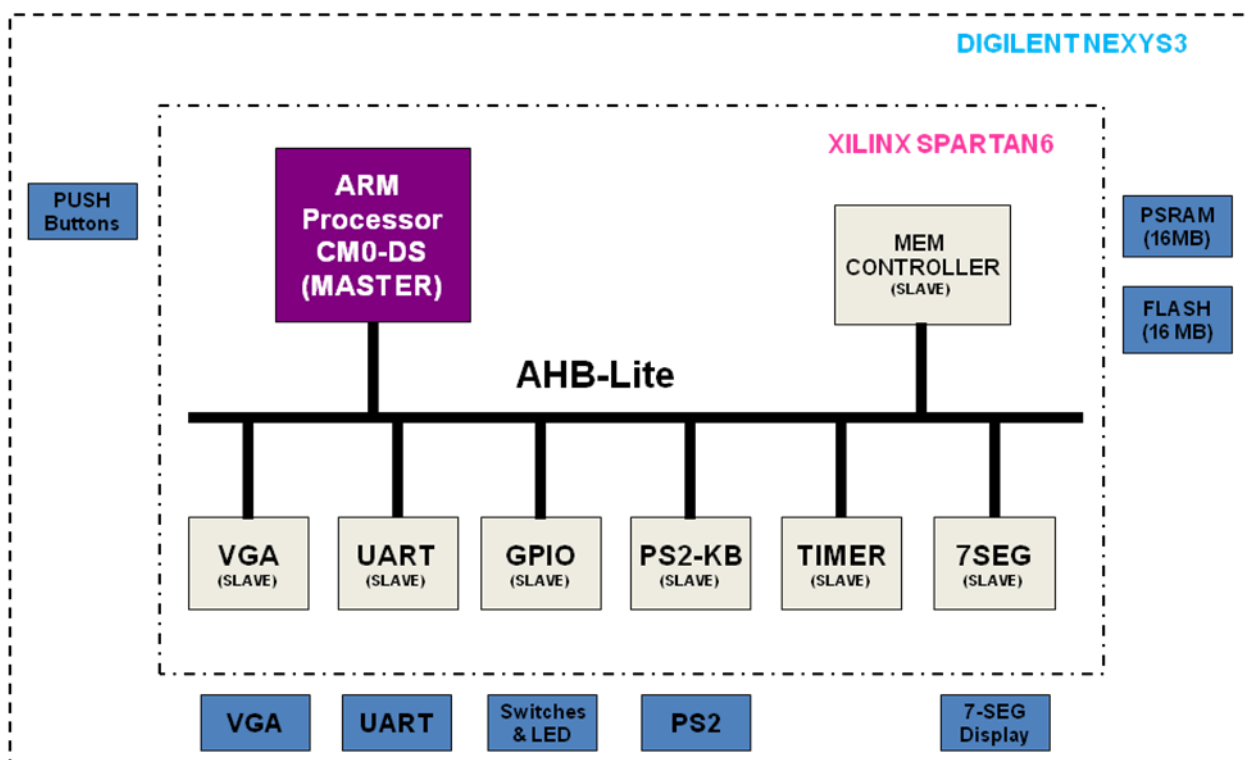 DIGILENT NEXYS3
XILINX SPARTAN6
PUSH
Buttons
ARM
Processor
CM0-DS
(MASTER)
MEM
CONTROLLER
(SLAVE)
PSRAM
(16MB)
FLASH
(16 MB)
AHB-Lite
VGA
(SLAVE)
UART
(SLAVE)
GPIO
(SLAVE)
PS2-KB
(SLAVE)
TIMER
(SLAVE)
7SEG
(SLAVE)
VGA
UART
Switches
& LED
PS2
7-SEG
Display